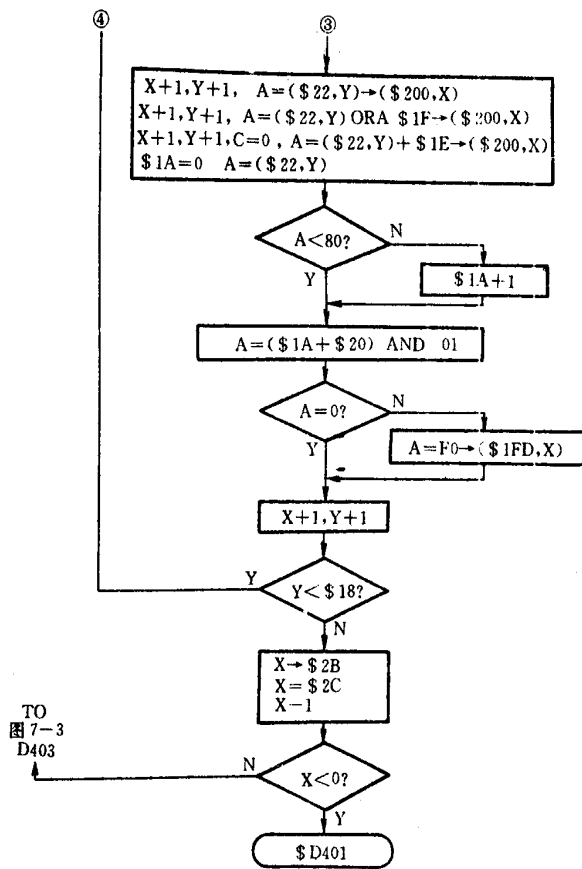 ④ ③
X+1,Y+1, A=($22,Y)→($200,X)
X+1,Y+1, A=($22,Y) ORA $1F→($200,X)
X+1,Y+1,C=0, A=($22,Y)+$1E→($200,X)
$1A=0 A=($22,Y)
A<80?
N
Y
$1A+1
A=($1A+$20) AND 01
A=0?
N
Y
A=F0→($1FD,X)
X+1,Y+1
Y
Y<$18?
N
X→$2B
X=$2C
X-1
TO
图7-3
D403
N
X<0?
Y
$D401